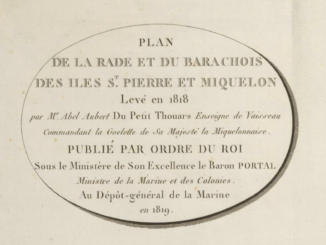 PLAN
DE LA RADE ET DU BARACHOIS
DES ILES S.T PIERRE ET MIQUELON
Levé en 1818
par Mr. Abel Aubert Du Petit Thouars Enseigne de Vaisseau
Commandant la Goelette de Sa Majesté la Miquelonnaise.
PUBLIÉ PAR ORDRE DU ROI
Sous le Ministère de Son Excellence le Baron PORTAL
Ministre de la Marine et des Colonies.
Au Dépôt-général de la Marine
en 1819.